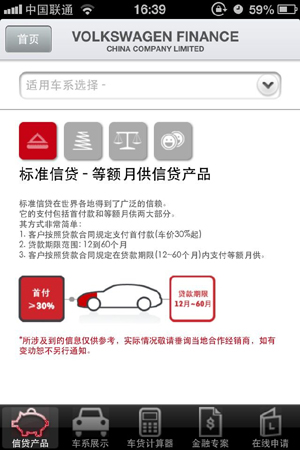 中国联通 16:39 59%
首页
VOLKSWAGEN FINANCE
CHINA COMPANY LIMITED
适用车系选择 -
标准信贷 - 等额月供信贷产品
标准信贷在世界各地得到了广泛的信赖。
它的支付包括首付款和等额月供两大部分。
其方式非常简单：
1. 客户按照贷款合同规定支付首付款(车价30%起)
2. 贷款期限范围: 12到60个月
3. 客户按照贷款合同规定在贷款期限(12-60个月)内支付等额月供。
首付
≥30%
贷款期限
12月~60月
*所涉及到的信息仅供参考，实际情况敬请垂询当地合作经销商，如有
变动恕不另行通知。
信贷产品 车系展示 车贷计算器 金融专案 在线申请